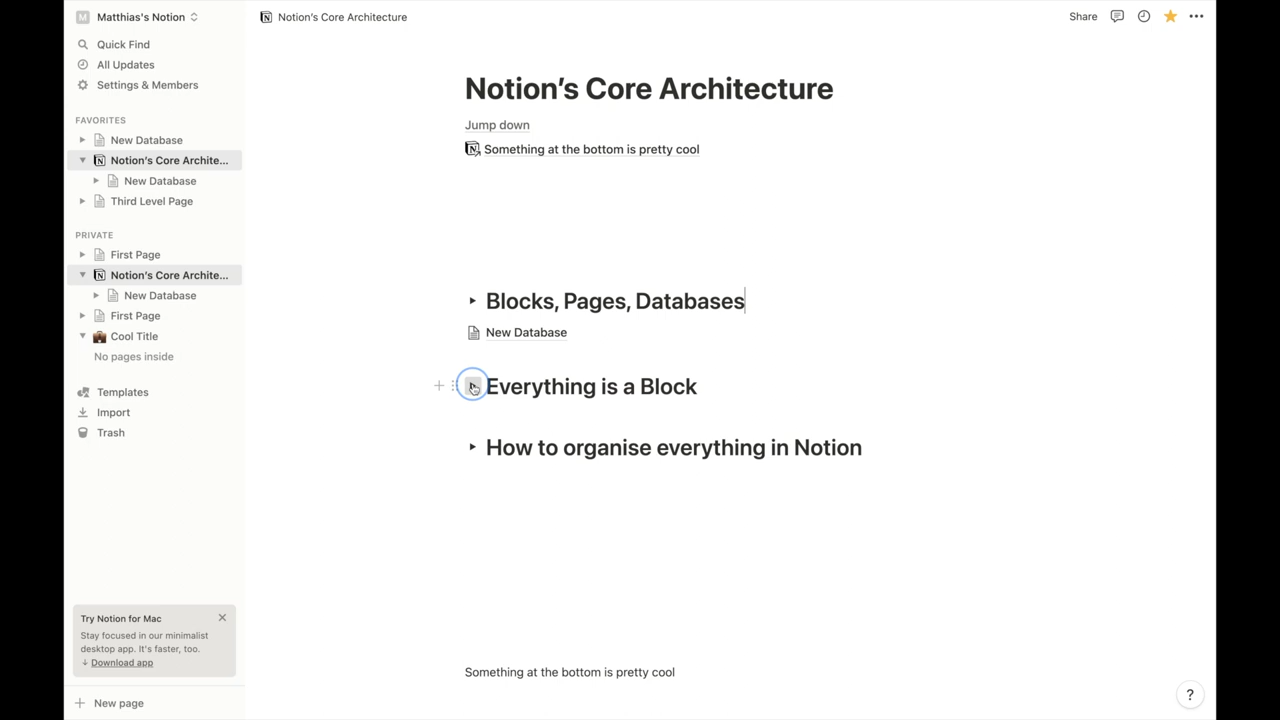 Matthias's Notion
Quick Find
All Updates
Settings & Members
FAVORITES
New Database
Notion's Core Archite...
New Database
Third Level Page
PRIVATE
First Page
Notion's Core Archite...
New Database
First Page
Cool Title
No pages inside
Templates
Import
Trash
Try Notion for Mac
Stay focused in our minimalist
desktop app. It's faster, too.
↓ Download app
New page
Notion's Core Architecture
Share
Notion's Core Architecture
Jump down
Something at the bottom is pretty cool
Blocks, Pages, Databases
New Database
Everything is a Block
How to organise everything in Notion
Something at the bottom is pretty cool
?